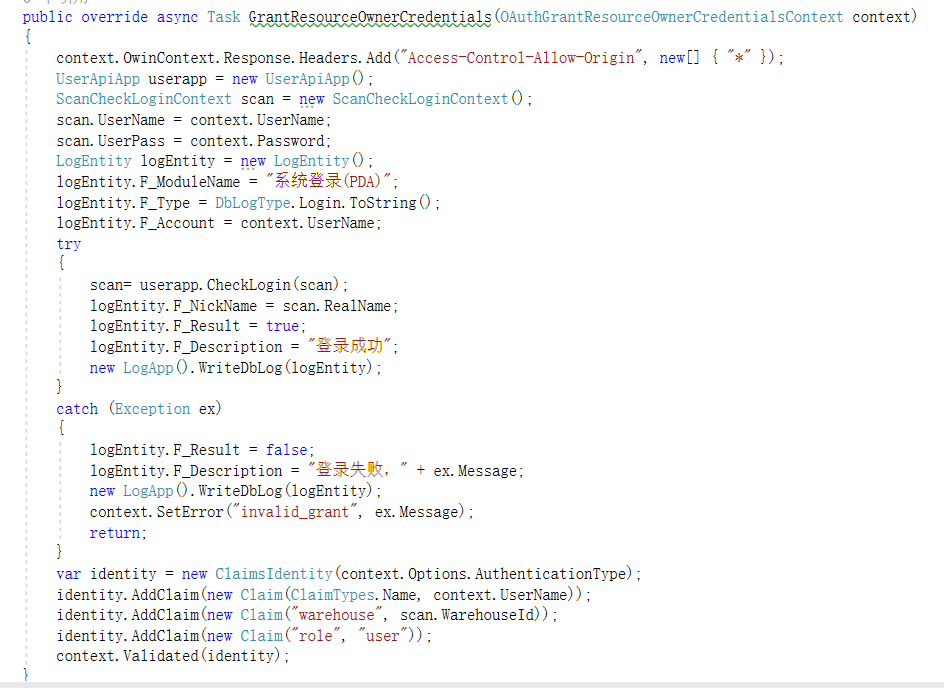 public override async Task GrantResourceOwnerCredentials(OAuthGrantResourceOwnerCredentialsContext context)
{
context.OwinContext.Response.Headers.Add("Access-Control-Allow-Origin", new[] { "*" });
UserApiApp userapp = new UserApiApp();
ScanCheckLoginContext scan = new ScanCheckLoginContext();
scan.UserName = context.UserName;
scan.UserPass = context.Password;
LogEntity logEntity = new LogEntity();
logEntity.F_ModuleName = "系统登录(PDA)";
logEntity.F_Type = DbLogType.Login.ToString();
logEntity.F_Account = context.UserName;
try
{
scan= userapp.CheckLogin(scan);
logEntity.F_NickName = scan.RealName;
logEntity.F_Result = true;
logEntity.F_Description = "登录成功";
new LogApp().WriteDbLog(logEntity);
}
catch (Exception ex)
{
logEntity.F_Result = false;
logEntity.F_Description = "登录失败，" + ex.Message;
new LogApp().WriteDbLog(logEntity);
context.SetError("invalid_grant", ex.Message);
return;
}
var identity = new ClaimsIdentity(context.Options.AuthenticationType);
identity.AddClaim(new Claim(ClaimTypes.Name, context.UserName));
identity.AddClaim(new Claim("warehouse", scan.WarehouseId));
identity.AddClaim(new Claim("role", "user"));
context.Validated(identity);
}